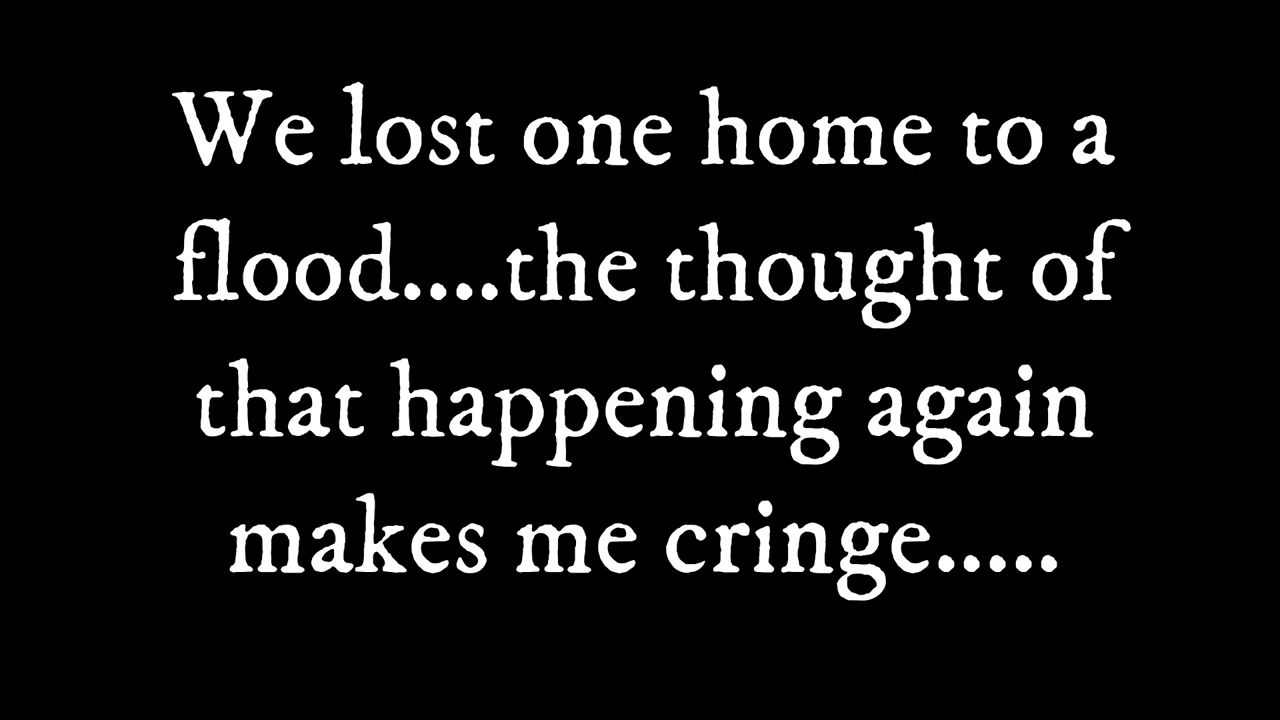 We lost one home to a
flood....the thought of
that happening again
makes me cringe.....